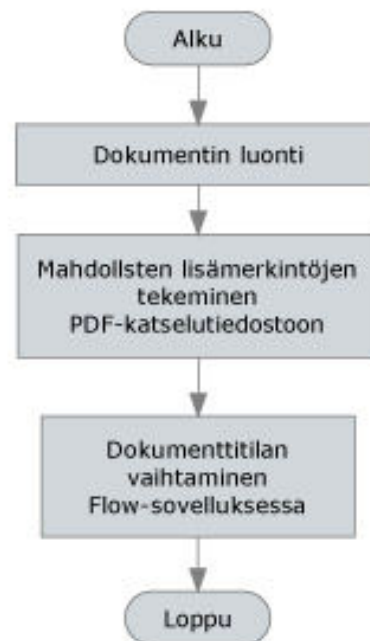 Alku
Dokumentin luonti
Mahdollsten lisämerkintöjen
tekeminen
PDF-katselutiedostoon
Dokumenttitilan
vaihtaminen
Flow-sovelluksessa
Loppu